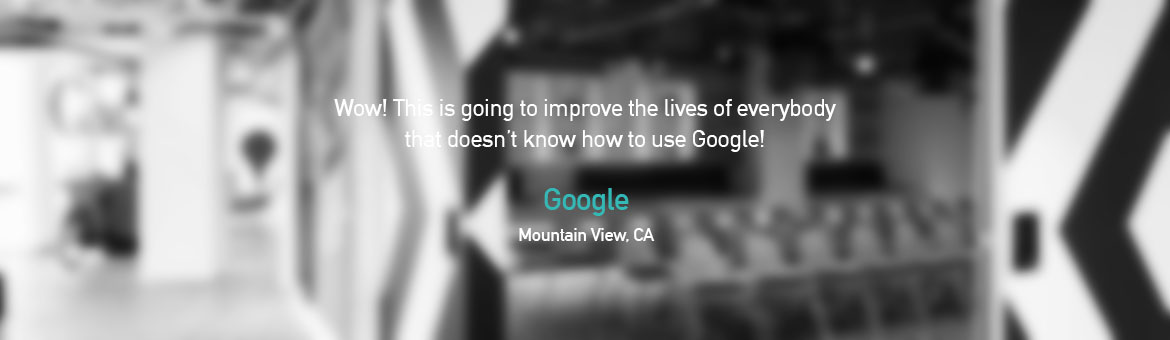 Wow! This is going to improve the lives of everybody
that doesn't know how to use Google!
Google
Mountain View, CA